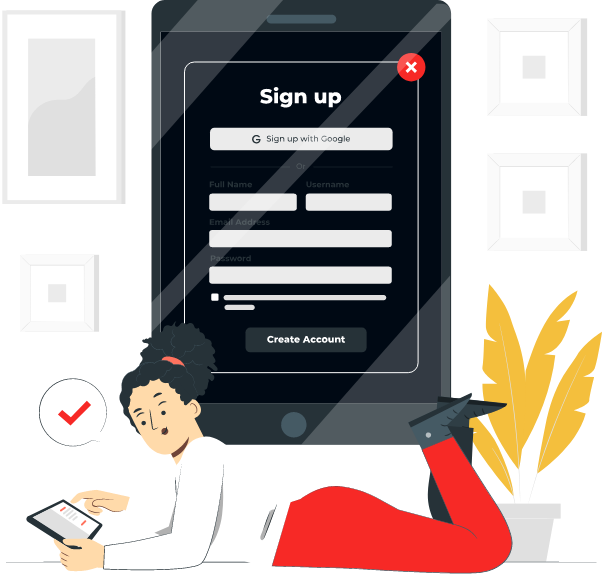 Sign up
G Sign up with Google
Or
Full Name Username
Email Address
Password
Create Account